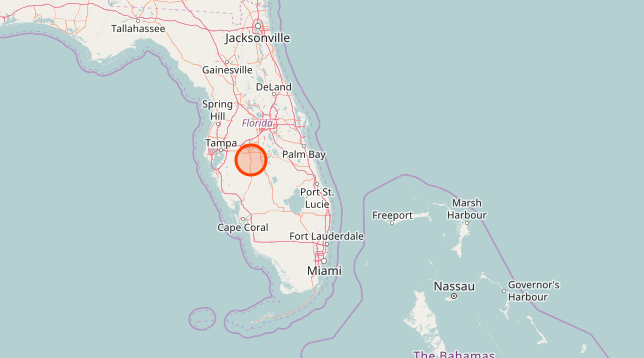 Tallahassee
Jacksonville
Gainesville
DeLand
Spring
Hill
Florida
Tampa
Palm Bay
Port St.
Lucie
Marsh
Harbour
Freeport
Cape Coral
Fort Lauderdale
Miami
Nassau
Governor's
Harbour
The Bahamas